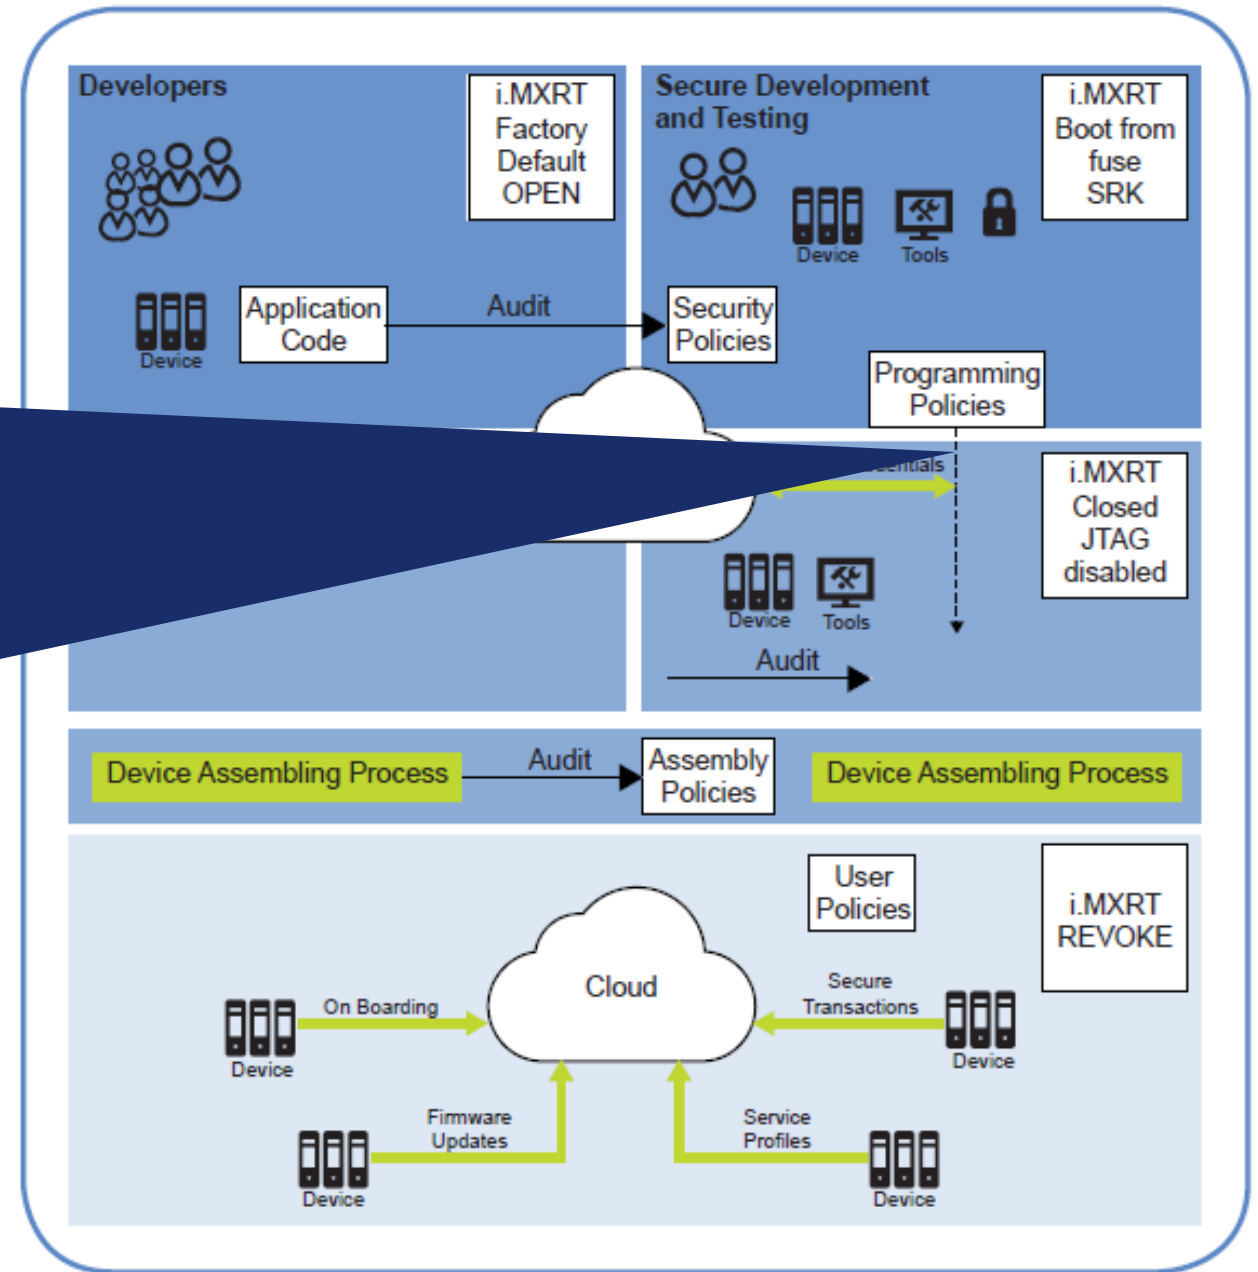 Developers
i.MXRT
Factory
Default
OPEN
Device
Application
Code
Audit
Secure Development
and Testing
i.MXRT
Boot from
fuse
SRK
Device
Tools
Security
Policies
Programming
Policies
i.MXRT
Closed
JTAG
disabled
Device
Tools
Audit
Device Assembling Process
Audit
Assembly
Policies
Device Assembling Process
User
Policies
i.MXRT
REVOKE
Cloud
On Boarding
Device
Secure
Transactions
Device
Firmware
Updates
Device
Service
Profiles
Device